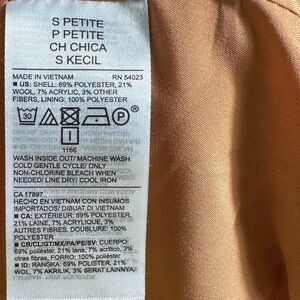 S PETITE
P PETITE
CH CHICA
S KECIL
MADE IN VIETNAM RN 54023
■ US: SHELL: 69% POLYESTER, 21%
WOOL, 7% ACRYLIC, 3% OTHER
FIBERS, LINING: 100% POLYESTER
30 P
I
1166
WASH INSIDE OUT/ MACHINE WASH
COLD GENTLE CYCLE/ ONLY
NON-CHLORINE BLEACH WHEN
NEEDED/ LINE DRY/ COOL IRON
CA 17897
HECHO EN VIETNAM CON INSUMOS
IMPORTADOS/ DIBUAT DI VIETNAM
■ CA: EXTÉRIEUR: 69% POLYESTER,
21% LAINE, 7% ACRYLIQUE, 3%
AUTRES FIBRES, DOUBLURE: 100%
POLYESTER
■ CR/CL/GT/MX/PA/PE/SV: CUERPO:
69% poliéster, 21% lana, 7% acrílico, 3%
otras fibras, Forro: 100% poliéster
■ ID: RANGKA: 69% POLISTER, 21%
WOL, 7% AKRILIK, 3% SERAT LAINNYA